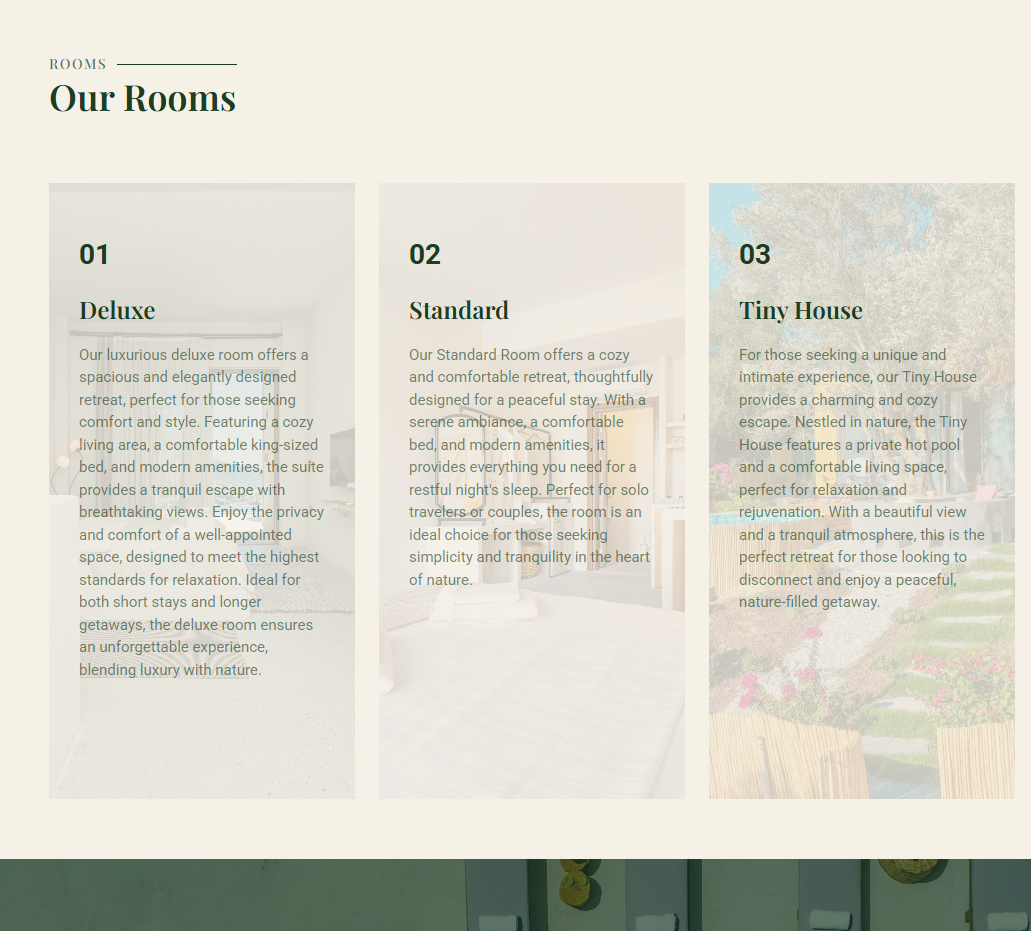 ROOMS
Our Rooms
01
Deluxe
Our luxurious deluxe room offers a
spacious and elegantly designed
retreat, perfect for those seeking
comfort and style. Featuring a cozy
living area, a comfortable king-sized
bed, and modern amenities, the suite
provides a tranquil escape with
breathtaking views. Enjoy the privacy
and comfort of a well-appointed
space, designed to meet the highest
standards for relaxation. Ideal for
both short stays and longer
getaways, the deluxe room ensures
an unforgettable experience,
blending luxury with nature.
02
Standard
Our Standard Room offers a cozy
and comfortable retreat, thoughtfully
designed for a peaceful stay. With a
serene ambiance, a comfortable
bed, and modern amenities, it
provides everything you need for a
restful night's sleep. Perfect for solo
travelers or couples, the room is an
ideal choice for those seeking
simplicity and tranquility in the heart
of nature.
03
Tiny House
For those seeking a unique and
intimate experience, our Tiny House
provides a charming and cozy
escape. Nestled in nature, the Tiny
House features a private hot pool
and a comfortable living space,
perfect for relaxation and
rejuvenation. With a beautiful view
and a tranquil atmosphere, this is the
perfect retreat for those looking to
disconnect and enjoy a peaceful,
nature-filled getaway.